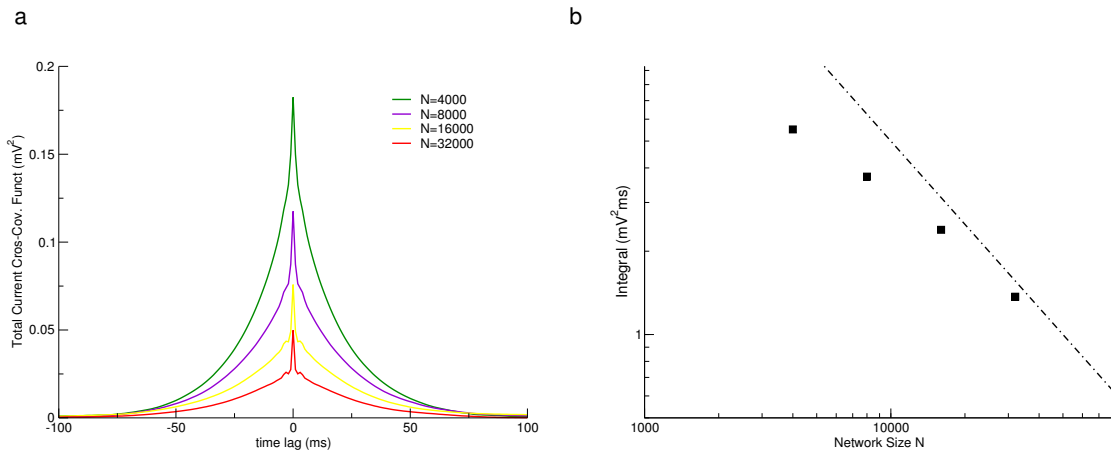 a
0.2
0.15
0.1
0.05
0
-100
-50
0
50
100
time lag (ms)
Total Current Cros-Cov. Funct (mV²)
N=4000
N=8000
N=16000
N=32000
b
1
1000
10000
Network Size N
Integral (mV²ms)